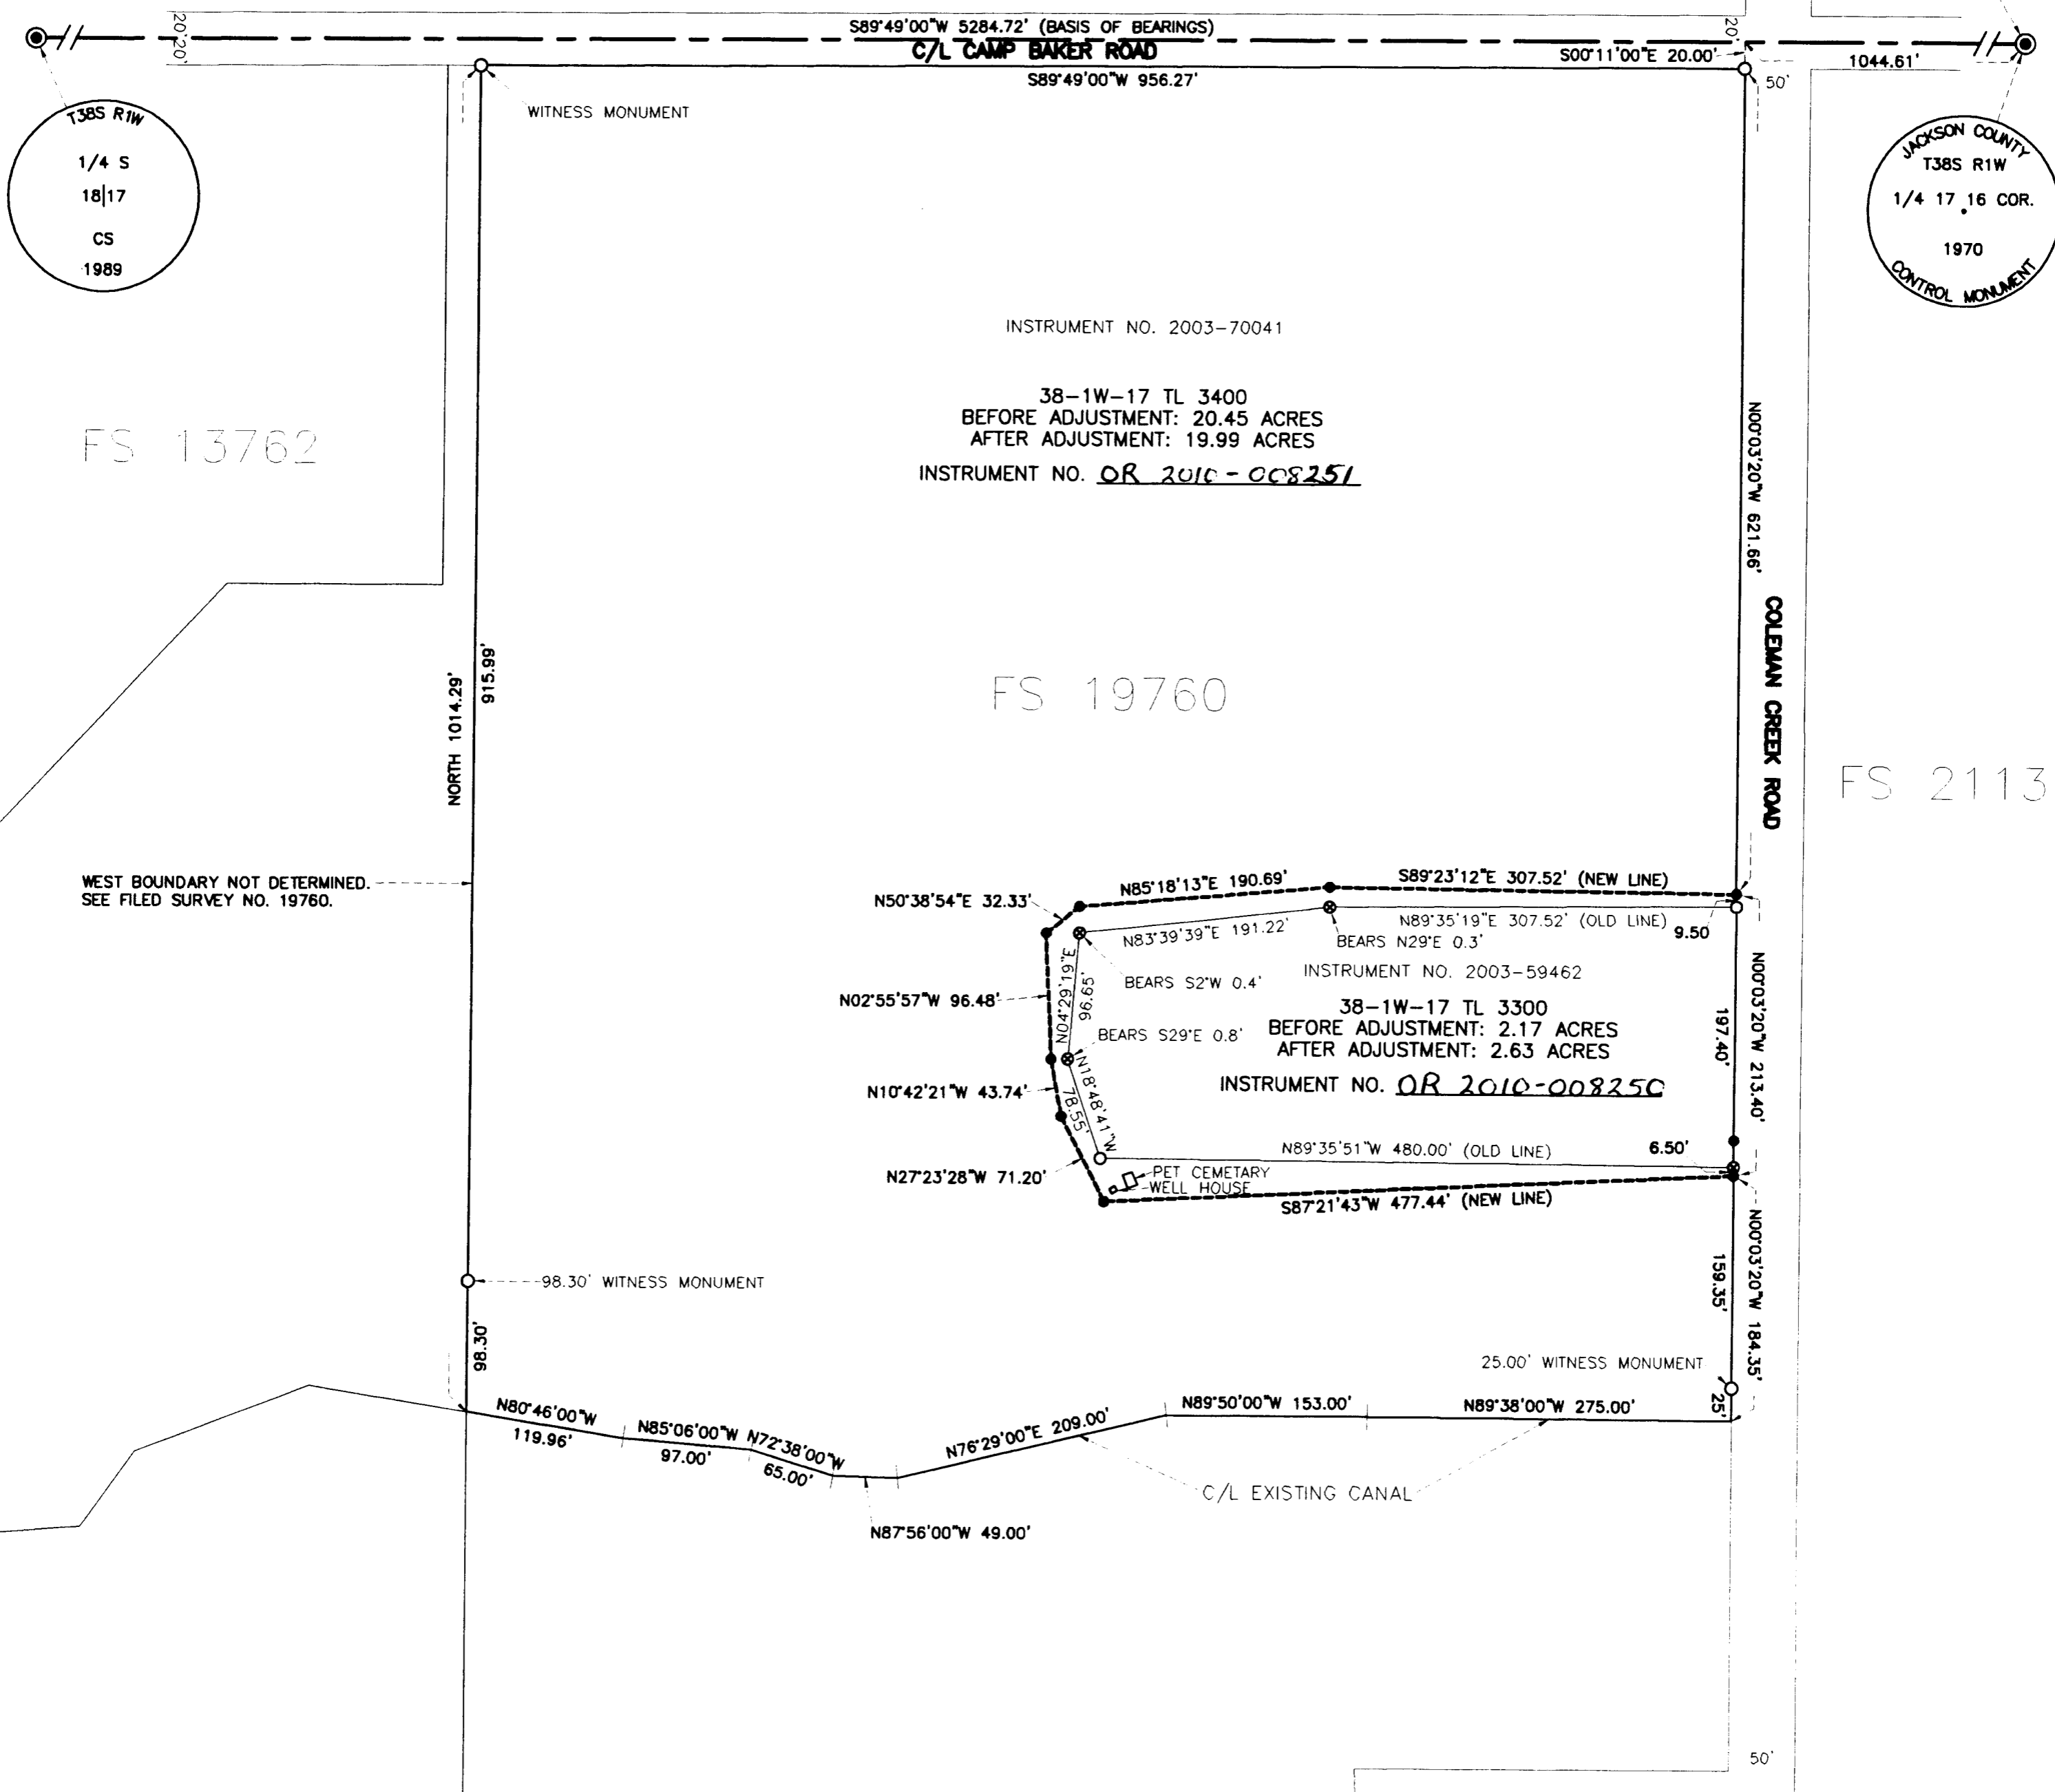 S89°49'00"W 5284.72' (BASIS OF BEARINGS)
C/L CAMP BAKER ROAD
20' 20'
20'
S00°11'00"E 20.00'
1044.61'
S89°49'00"W 956.27'
50'
WITNESS MONUMENT
T38S R1W
1/4 S
18|17
CS
1989
JACKSON COUNTY
T38S R1W
1/4 17 16 COR.
1970
CONTROL MONUMENT
INSTRUMENT NO. 2003-70041
38-1W-17 TL 3400
BEFORE ADJUSTMENT: 20.45 ACRES
AFTER ADJUSTMENT: 19.99 ACRES
INSTRUMENT NO. OR 2010-008251
FS 13762
N00°03'20"W 621.66'
COLEMAN CREEK ROAD
FS 19760
NORTH 1014.29'
915.99'
FS 2113
WEST BOUNDARY NOT DETERMINED.
SEE FILED SURVEY NO. 19760.
N50°38'54"E 32.33'
N85°18'13"E 190.69'
S89°23'12"E 307.52' (NEW LINE)
N83°39'39"E 191.22'
N89°35'19"E 307.52' (OLD LINE)
9.50
BEARS N29°E 0.3'
BEARS S2°W 0.4'
INSTRUMENT NO. 2003-59462
N02°55'57"W 96.48'
N04°29'19"E
96.65'
38-1W-17 TL 3300
BEFORE ADJUSTMENT: 2.17 ACRES
AFTER ADJUSTMENT: 2.63 ACRES
INSTRUMENT NO. OR 2010-008250
BEARS S29°E 0.8'
N00°03'20"W 213.40'
197.40'
N10°42'21"W 43.74'
N18°48'41"W
78.55'
N89°35'51"W 480.00' (OLD LINE)
6.50'
N27°23'28"W 71.20'
PET CEMETARY
WELL HOUSE
S87°21'43"W 477.44' (NEW LINE)
N00°03'20"W 184.35'
159.35'
98.30' WITNESS MONUMENT
98.30'
25.00' WITNESS MONUMENT
25'
N80°46'00"W
119.96'
N85°06'00"W
97.00'
N72°38'00"W
65.00'
N76°29'00"E 209.00'
N89°50'00"W 153.00'
N89°38'00"W 275.00'
C/L EXISTING CANAL
N87°56'00"W 49.00'
50'